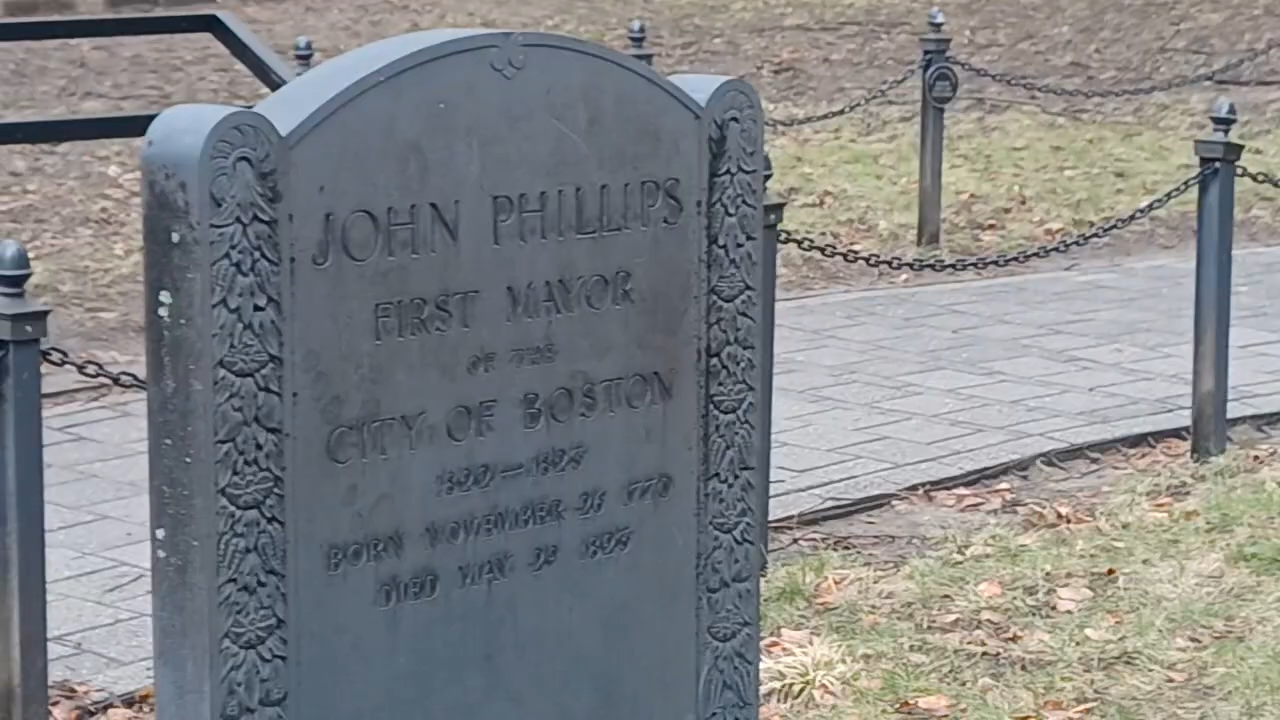 JOHN PHILLIPS
FIRST MAYOR
OF THE
CITY OF BOSTON
1822–1823
BORN NOVEMBER 26 1770
DIED MAY 29 1823